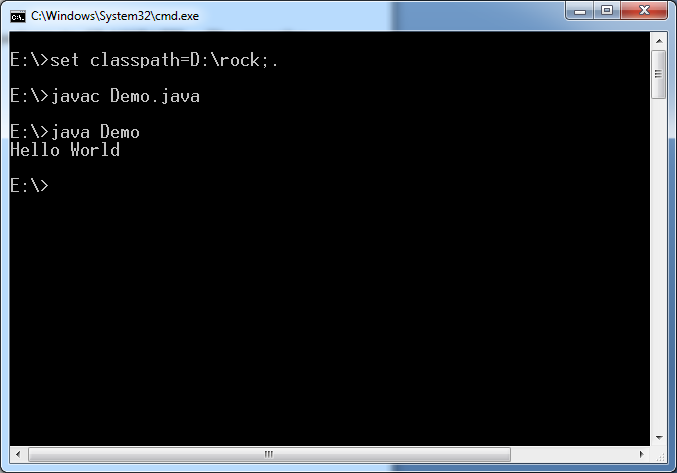 C:\Windows\System32\cmd.exe
E:\>set classpath=D:\rock;.
E:\>javac Demo.java
E:\>java Demo
Hello World
E:\>